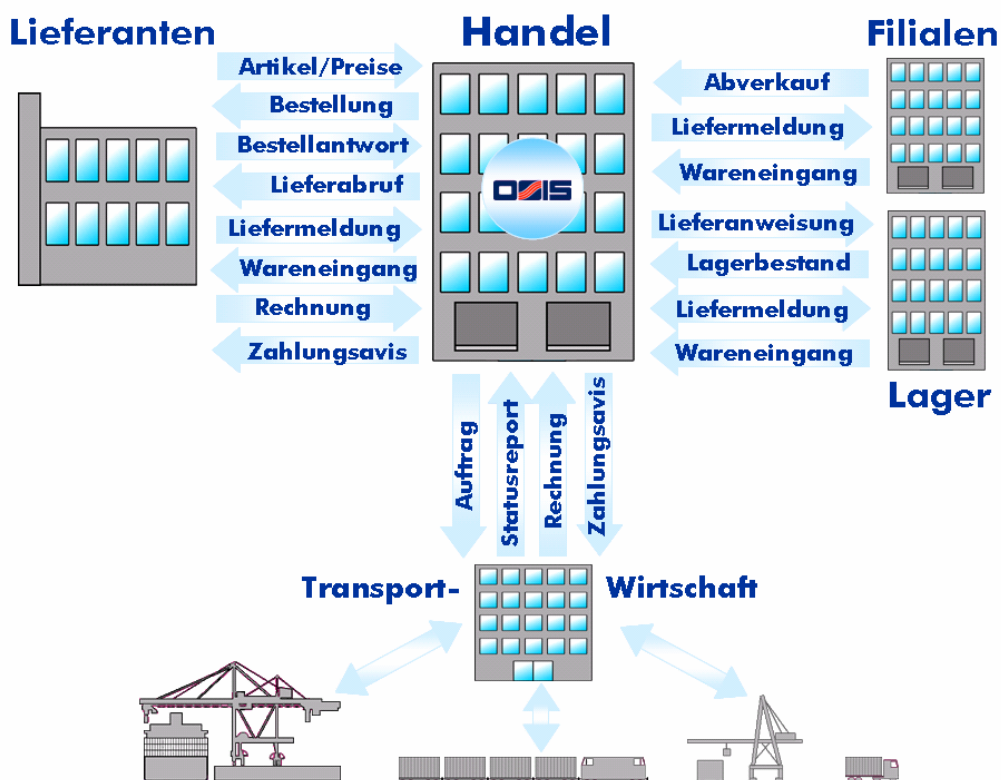 Lieferanten
Handel
Filialen
Artikel/Preise
Bestellung
Bestellantwort
Lieferabruf
Liefermeldung
Wareneingang
Rechnung
Zahlungsavis
OSIS
Abverkauf
Liefermeldung
Wareneingang
Lieferanweisung
Lagerbestand
Liefermeldung
Wareneingang
Lager
Auftrag
Statusreport
Rechnung
Zahlungsavis
Transport-
Wirtschaft